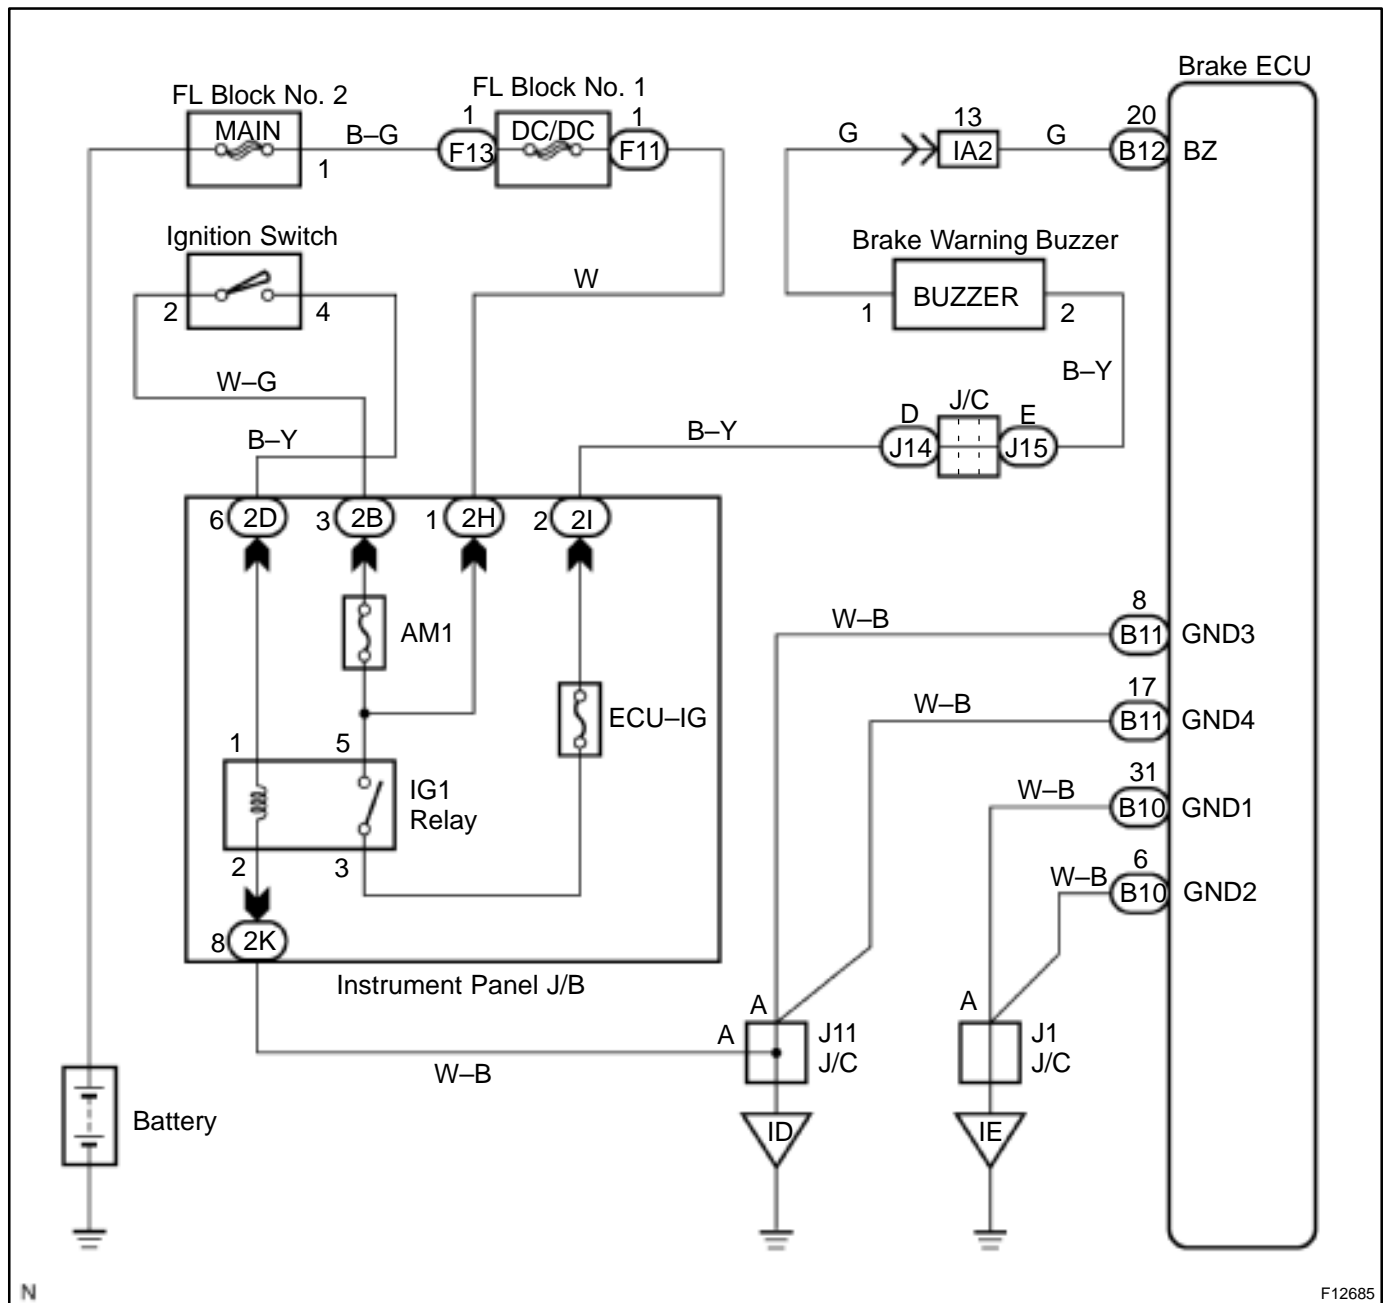 Brake ECU
FL Block No. 2
FL Block No. 1
MAIN
1
B–G
1
F13
DC/DC
1
F11
G
13
IA2
G
20
B12
BZ
Ignition Switch
2
4
W
Brake Warning Buzzer
1
BUZZER
2
W–G
B–Y
B–Y
B–Y
D
J14
J/C
E
J15
6
2D
3
2B
1
2H
2
2I
AM1
ECU–IG
1
5
IG1
Relay
2
3
8
2K
Instrument Panel J/B
W–B
8
B11
GND3
W–B
17
B11
GND4
W–B
31
B10
GND1
W–B
6
B10
GND2
A
A
J11
J/C
A
J1
J/C
W–B
Battery
ID
IE
N
F12685